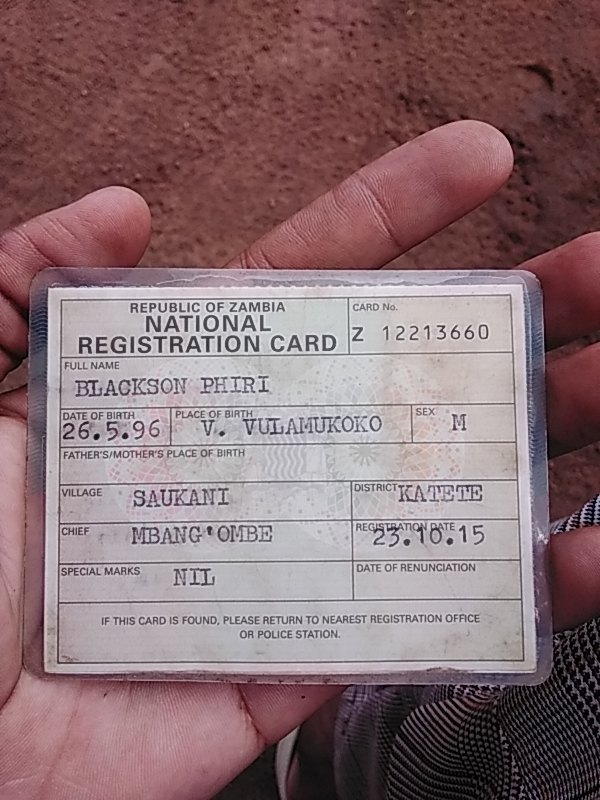 REPUBLIC OF ZAMBIA
NATIONAL
REGISTRATION CARD
CARD No.
Z 12213660
FULL NAME
BLACKSON PHIRI
DATE OF BIRTH
26.5.96
PLACE OF BIRTH
V. VULAMUKOKO
SEX M
FATHER'S/MOTHER'S PLACE OF BIRTH
VILLAGE SAUKANI
DISTRICT KATETE
CHIEF MBANG'OMBE
REGISTRATION DATE
23.10.15
SPECIAL MARKS NIL
DATE OF RENUNCIATION
IF THIS CARD IS FOUND, PLEASE RETURN TO NEAREST REGISTRATION OFFICE
OR POLICE STATION.